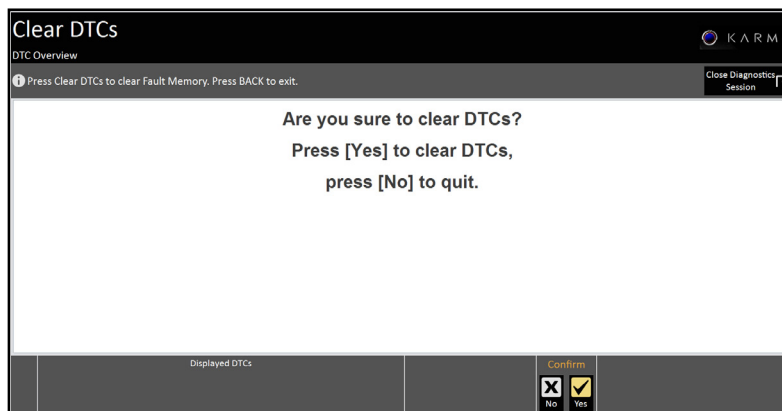 Clear DTCs
DTC Overview
KARM
Press Clear DTCs to clear Fault Memory. Press BACK to exit.
Close Diagnostics
Session
Are you sure to clear DTCs?
Press [Yes] to clear DTCs,
press [No] to quit.
Displayed DTCs
Confirm
No Yes